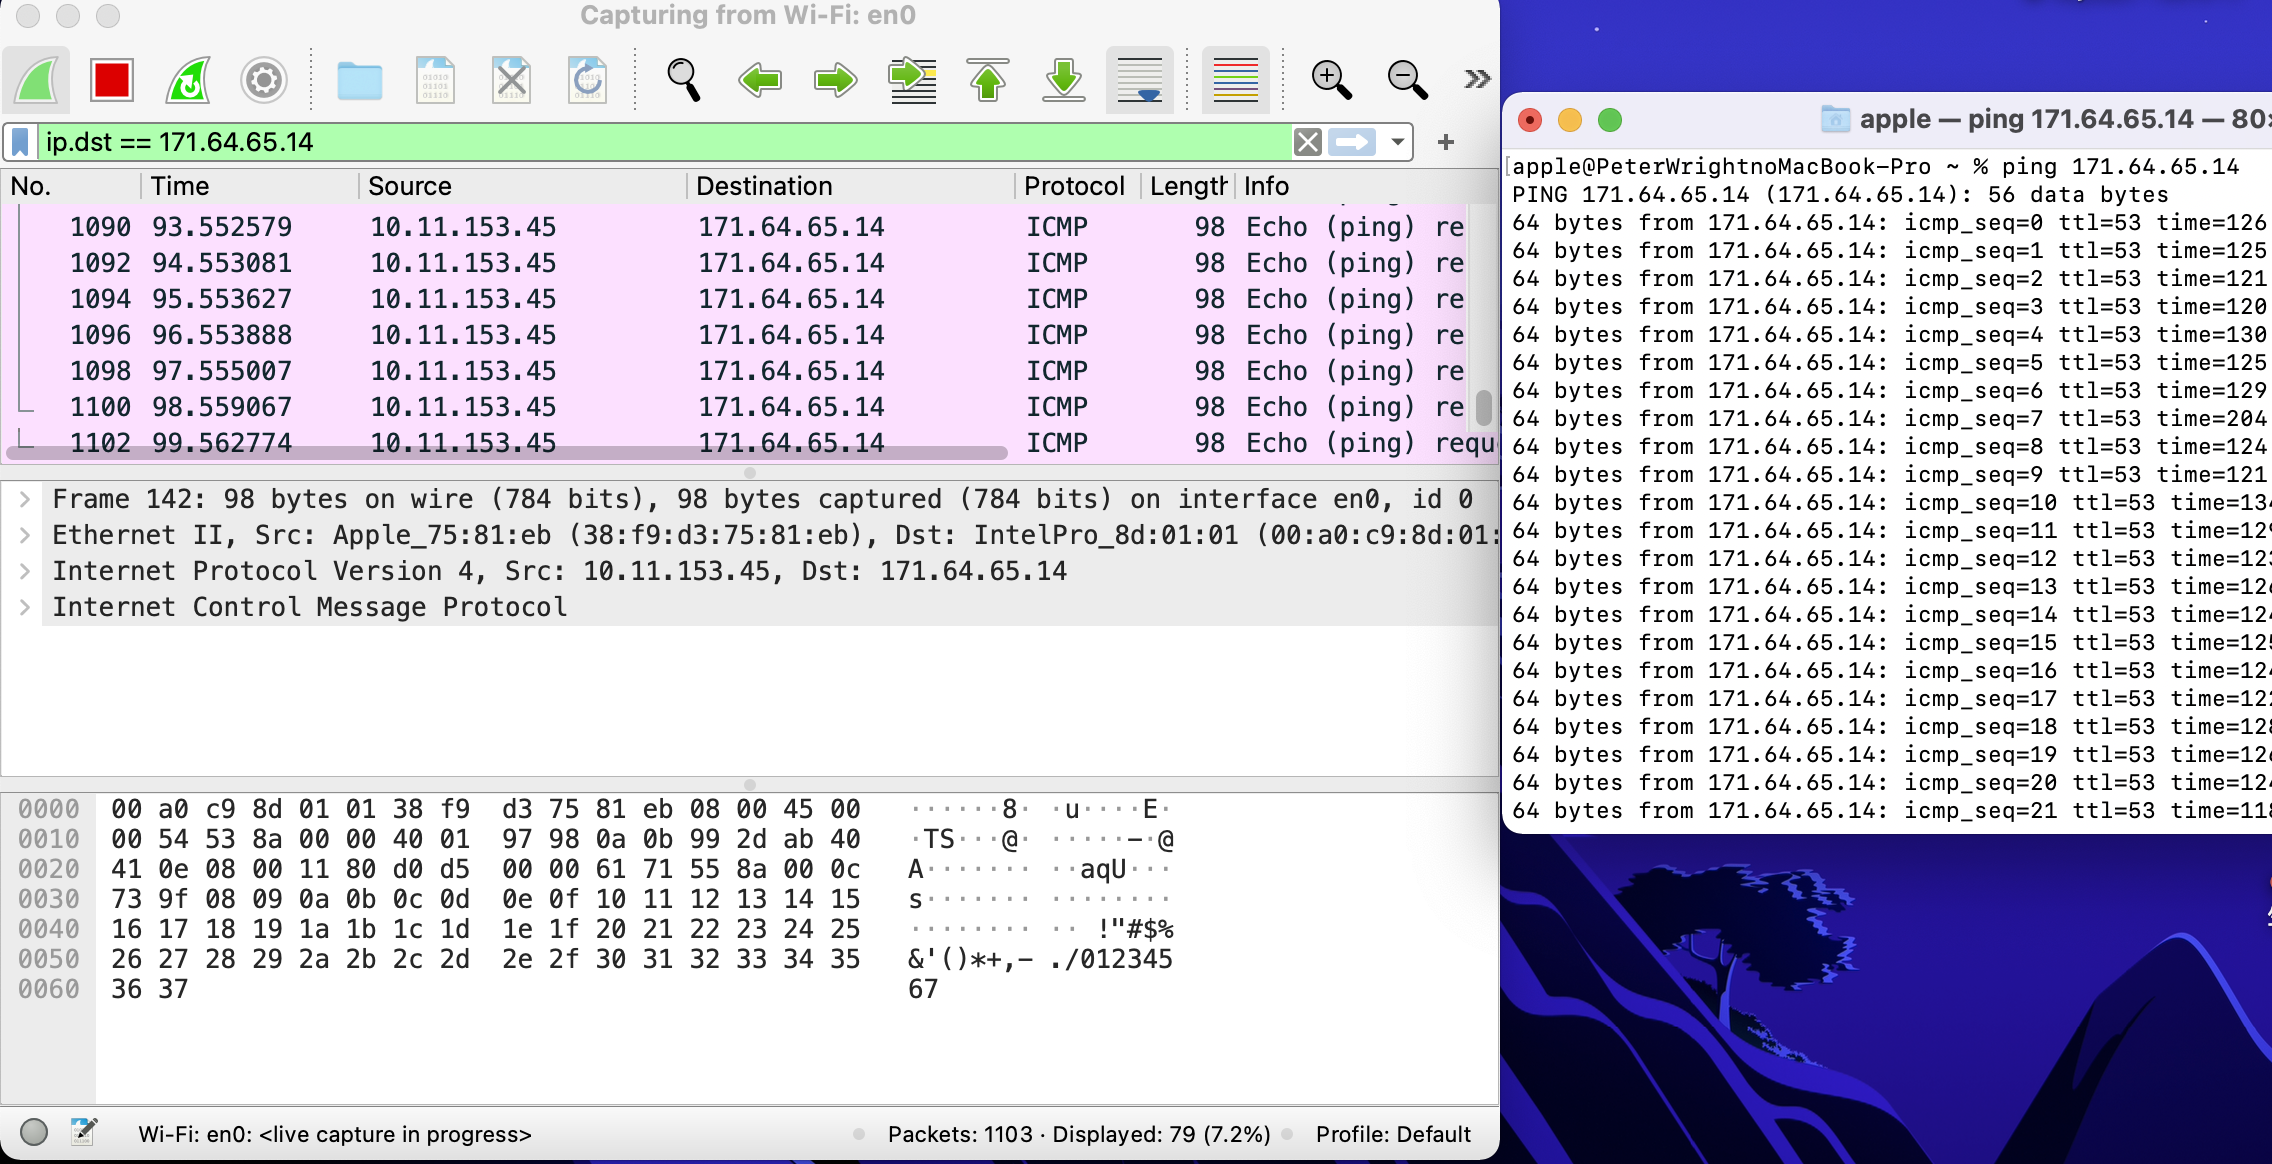 Capturing from Wi-Fi: en0
ip.dst == 171.64.65.14
No. Time Source Destination Protocol Length Info
1090 93.552579 10.11.153.45 171.64.65.14 ICMP 98 Echo (ping) re
1092 94.553081 10.11.153.45 171.64.65.14 ICMP 98 Echo (ping) re
1094 95.553627 10.11.153.45 171.64.65.14 ICMP 98 Echo (ping) re
1096 96.553888 10.11.153.45 171.64.65.14 ICMP 98 Echo (ping) re
1098 97.555007 10.11.153.45 171.64.65.14 ICMP 98 Echo (ping) re
1100 98.559067 10.11.153.45 171.64.65.14 ICMP 98 Echo (ping) re
1102 99.562774 10.11.153.45 171.64.65.14 ICMP 98 Echo (ping) requ
Frame 142: 98 bytes on wire (784 bits), 98 bytes captured (784 bits) on interface en0, id 0
Ethernet II, Src: Apple_75:81:eb (38:f9:d3:75:81:eb), Dst: IntelPro_8d:01:01 (00:a0:c9:8d:01:
Internet Protocol Version 4, Src: 10.11.153.45, Dst: 171.64.65.14
Internet Control Message Protocol
0000 00 a0 c9 8d 01 01 38 f9 d3 75 81 eb 08 00 45 00 ······8· ·u····E·
0010 00 54 53 8a 00 00 40 01 97 98 0a 0b 99 2d ab 40 ·TS···@· ·····-·@
0020 41 0e 08 00 11 80 d0 d5 00 00 61 71 55 8a 00 0c A······· ··aqU···
0030 73 9f 08 09 0a 0b 0c 0d 0e 0f 10 11 12 13 14 15 s······· ········
0040 16 17 18 19 1a 1b 1c 1d 1e 1f 20 21 22 23 24 25 ········ ·· !"#$%
0050 26 27 28 29 2a 2b 2c 2d 2e 2f 30 31 32 33 34 35 &'()*+,- ./012345
0060 36 37 67
Wi-Fi: en0: <live capture in progress> Packets: 1103 · Displayed: 79 (7.2%) Profile: Default
apple — ping 171.64.65.14 — 80×
apple@PeterWrightnoMacBook-Pro ~ % ping 171.64.65.14
PING 171.64.65.14 (171.64.65.14): 56 data bytes
64 bytes from 171.64.65.14: icmp_seq=0 ttl=53 time=126
64 bytes from 171.64.65.14: icmp_seq=1 ttl=53 time=125
64 bytes from 171.64.65.14: icmp_seq=2 ttl=53 time=121
64 bytes from 171.64.65.14: icmp_seq=3 ttl=53 time=120
64 bytes from 171.64.65.14: icmp_seq=4 ttl=53 time=130
64 bytes from 171.64.65.14: icmp_seq=5 ttl=53 time=125
64 bytes from 171.64.65.14: icmp_seq=6 ttl=53 time=129
64 bytes from 171.64.65.14: icmp_seq=7 ttl=53 time=204
64 bytes from 171.64.65.14: icmp_seq=8 ttl=53 time=124
64 bytes from 171.64.65.14: icmp_seq=9 ttl=53 time=121
64 bytes from 171.64.65.14: icmp_seq=10 ttl=53 time=134
64 bytes from 171.64.65.14: icmp_seq=11 ttl=53 time=129
64 bytes from 171.64.65.14: icmp_seq=12 ttl=53 time=123
64 bytes from 171.64.65.14: icmp_seq=13 ttl=53 time=126
64 bytes from 171.64.65.14: icmp_seq=14 ttl=53 time=124
64 bytes from 171.64.65.14: icmp_seq=15 ttl=53 time=125
64 bytes from 171.64.65.14: icmp_seq=16 ttl=53 time=124
64 bytes from 171.64.65.14: icmp_seq=17 ttl=53 time=122
64 bytes from 171.64.65.14: icmp_seq=18 ttl=53 time=128
64 bytes from 171.64.65.14: icmp_seq=19 ttl=53 time=126
64 bytes from 171.64.65.14: icmp_seq=20 ttl=53 time=124
64 bytes from 171.64.65.14: icmp_seq=21 ttl=53 time=118